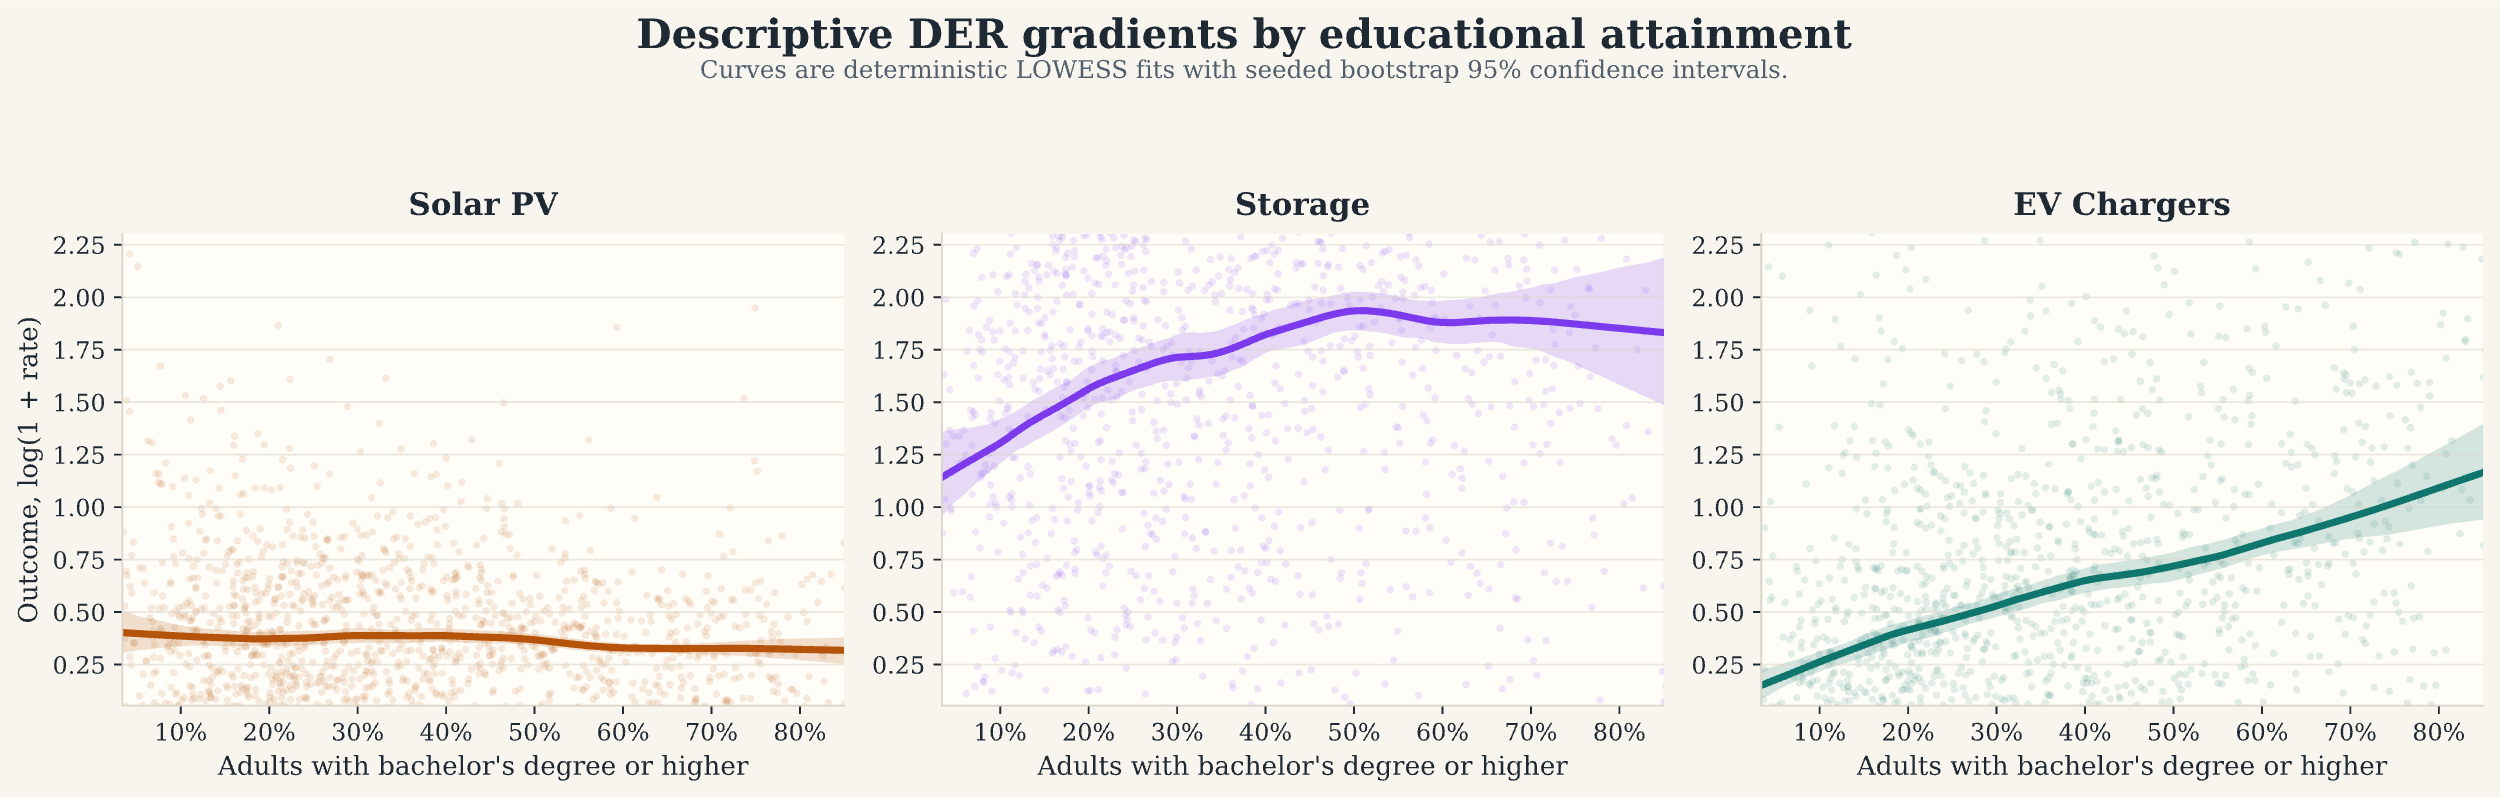 Descriptive DER gradients by educational attainment
Curves are deterministic LOWESS fits with seeded bootstrap 95% confidence intervals.
Solar PV
Outcome, log(1 + rate)
2.25
2.00
1.75
1.50
1.25
1.00
0.75
0.50
0.25
10% 20% 30% 40% 50% 60% 70% 80%
Adults with bachelor's degree or higher
Storage
2.25
2.00
1.75
1.50
1.25
1.00
0.75
0.50
0.25
10% 20% 30% 40% 50% 60% 70% 80%
Adults with bachelor's degree or higher
EV Chargers
2.25
2.00
1.75
1.50
1.25
1.00
0.75
0.50
0.25
10% 20% 30% 40% 50% 60% 70% 80%
Adults with bachelor's degree or higher